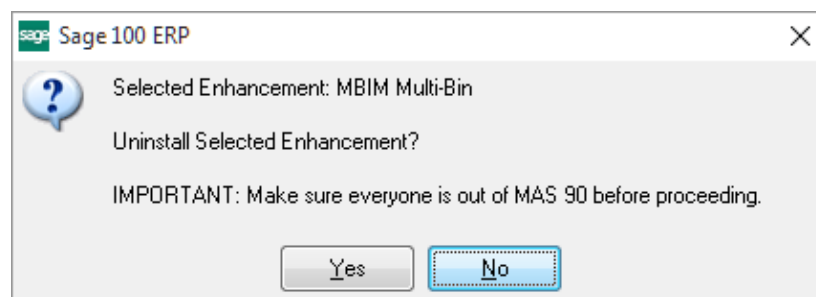 sage Sage 100 ERP
?
Selected Enhancement: MBIM Multi-Bin
Uninstall Selected Enhancement?
IMPORTANT: Make sure everyone is out of MAS 90 before proceeding.
Yes No